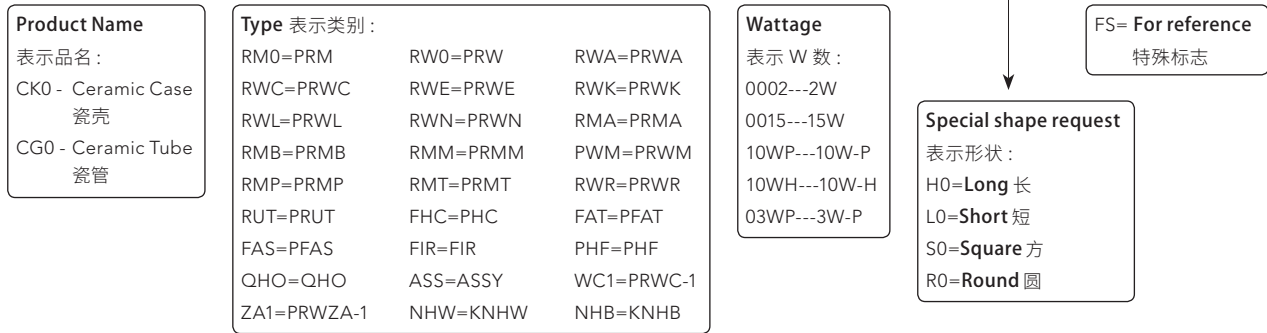 Product Name
表示品名 :
CK0 - Ceramic Case
瓷壳
CG0 - Ceramic Tube
瓷管
Type 表示类别 :
RM0=PRM RW0=PRW RWA=PRWA
RWC=PRWC RWE=PRWE RWK=PRWK
RWL=PRWL RWN=PRWN RMA=PRMA
RMB=PRMB RMM=PRMM PWM=PRWM
RMP=PRMP RMT=PRMT RWR=PRWR
RUT=PRUT FHC=PHC FAT=PFAT
FAS=PFAS FIR=FIR PHF=PHF
QHO=QHO ASS=ASSY WC1=PRWC-1
ZA1=PRWZA-1 NHW=KNHW NHB=KNHB
Wattage
表示 W 数 :
0002---2W
0015---15W
10WP---10W-P
10WH---10W-H
03WP---3W-P
Special shape request
表示形状 :
H0=Long 长
L0=Short 短
S0=Square 方
R0=Round 圆
FS= For reference
特殊标志